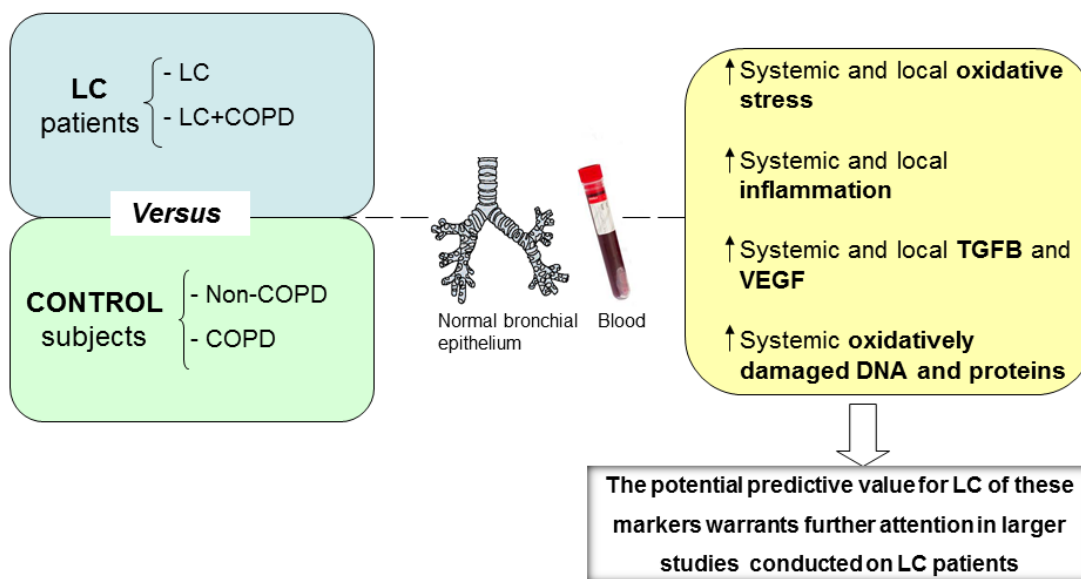 LC
patients
- LC
- LC+COPD
Versus
CONTROL
subjects
- Non-COPD
- COPD
Normal bronchial
epithelium
Blood
↑Systemic and local oxidative
stress
↑Systemic and local
inflammation
↑Systemic and local TGFB and
VEGF
↑Systemic oxidatively
damaged DNA and proteins
The potential predictive value for LC of these
markers warrants further attention in larger
studies conducted on LC patients